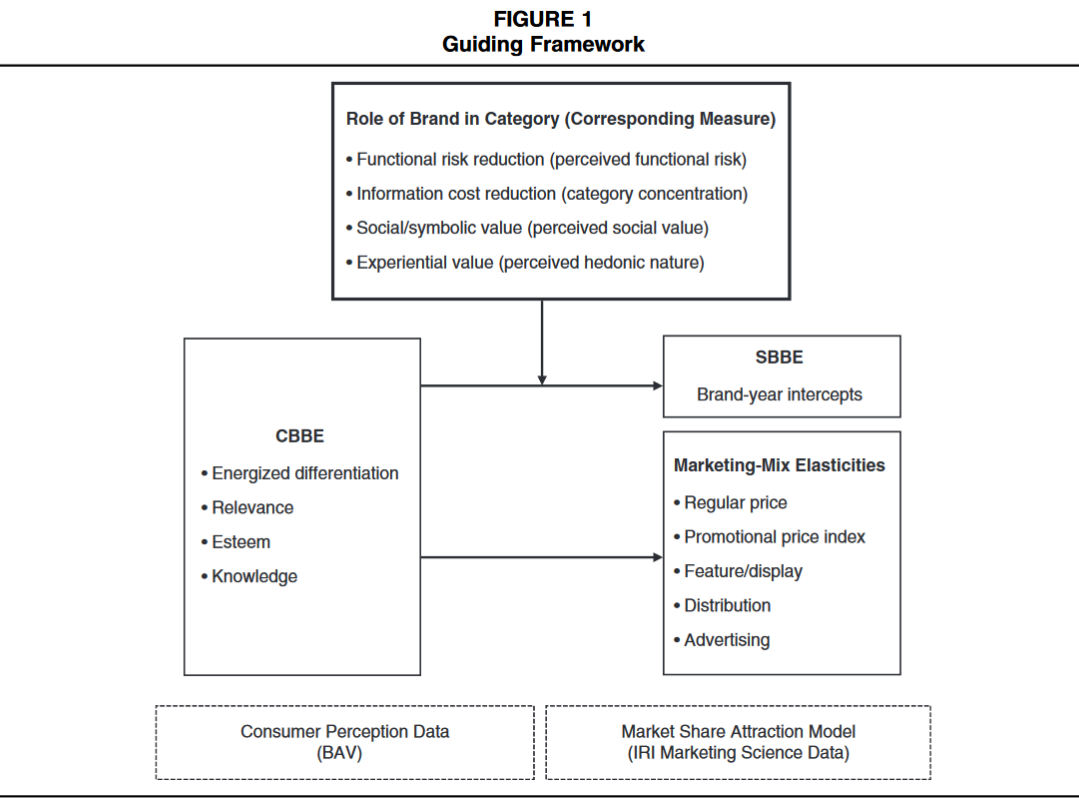 FIGURE 1
Guiding Framework
Role of Brand in Category (Corresponding Measure)
• Functional risk reduction (perceived functional risk)
• Information cost reduction (category concentration)
• Social/symbolic value (perceived social value)
• Experiential value (perceived hedonic nature)
CBBE
• Energized differentiation
• Relevance
• Esteem
• Knowledge
SBBE
Brand-year intercepts
Marketing-Mix Elasticities
• Regular price
• Promotional price index
• Feature/display
• Distribution
• Advertising
Consumer Perception Data
(BAV)
Market Share Attraction Model
(IRI Marketing Science Data)